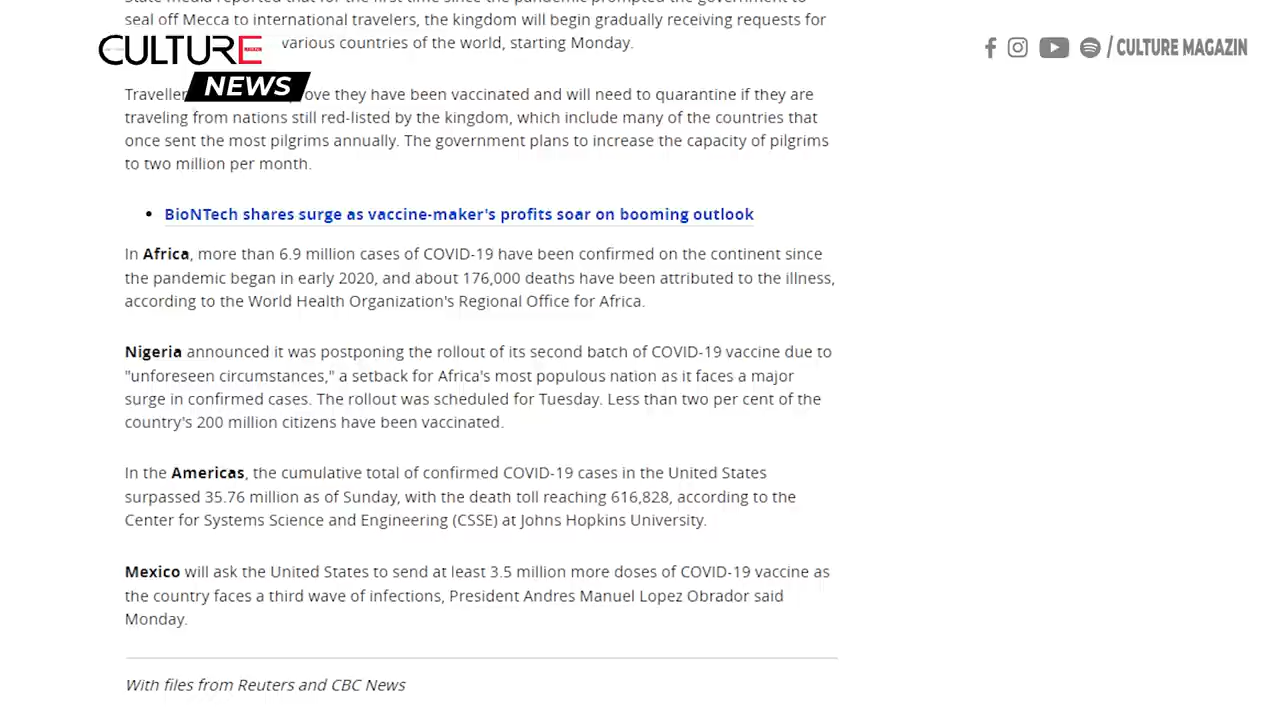 State media reported that for the first time since the pandemic prompted the government to
seal off Mecca to international travelers, the kingdom will begin gradually receiving requests for
various countries of the world, starting Monday.
CULTURE
NEWS
/ CULTURE MAGAZIN
Traveller ove they have been vaccinated and will need to quarantine if they are
traveling from nations still red-listed by the kingdom, which include many of the countries that
once sent the most pilgrims annually. The government plans to increase the capacity of pilgrims
to two million per month.
• BioNTech shares surge as vaccine-maker's profits soar on booming outlook
In Africa, more than 6.9 million cases of COVID-19 have been confirmed on the continent since
the pandemic began in early 2020, and about 176,000 deaths have been attributed to the illness,
according to the World Health Organization's Regional Office for Africa.
Nigeria announced it was postponing the rollout of its second batch of COVID-19 vaccine due to
"unforeseen circumstances," a setback for Africa's most populous nation as it faces a major
surge in confirmed cases. The rollout was scheduled for Tuesday. Less than two per cent of the
country's 200 million citizens have been vaccinated.
In the Americas, the cumulative total of confirmed COVID-19 cases in the United States
surpassed 35.76 million as of Sunday, with the death toll reaching 616,828, according to the
Center for Systems Science and Engineering (CSSE) at Johns Hopkins University.
Mexico will ask the United States to send at least 3.5 million more doses of COVID-19 vaccine as
the country faces a third wave of infections, President Andres Manuel Lopez Obrador said
Monday.
With files from Reuters and CBC News